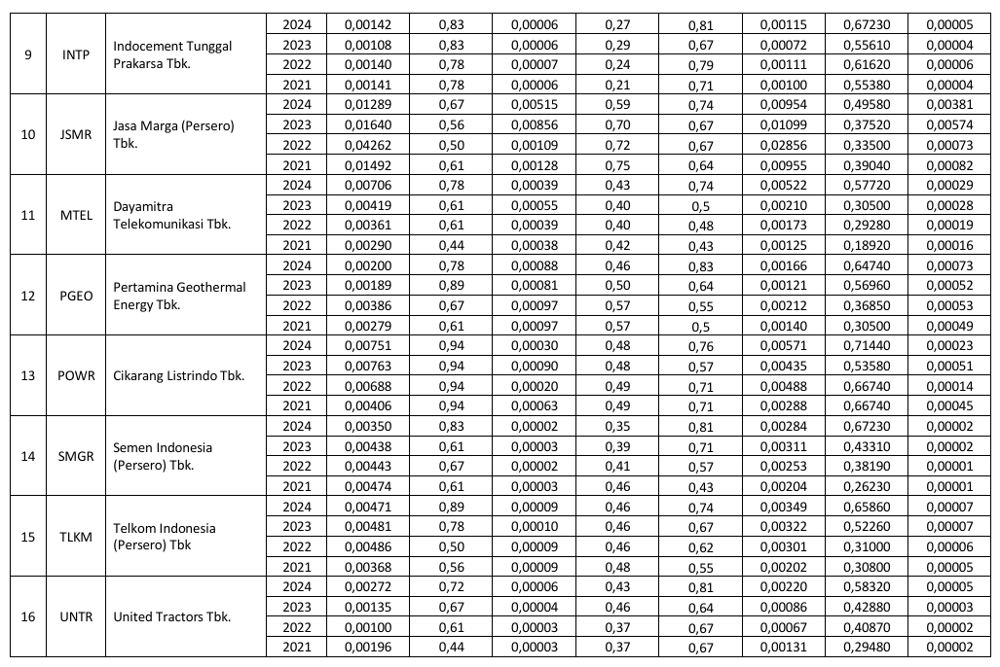 2024 0,00142 0,83 0,00006 0,27 0,81 0,00115 0,67230 0,00005
9 INTP Indocement Tunggal Prakarsa Tbk. 2023 0,00108 0,83 0,00006 0,29 0,67 0,00072 0,55610 0,00004
2022 0,00140 0,78 0,00007 0,24 0,79 0,00111 0,61620 0,00006
2021 0,00141 0,78 0,00006 0,21 0,71 0,00100 0,55380 0,00004
2024 0,01289 0,67 0,00515 0,59 0,74 0,00954 0,49580 0,00381
10 JSMR Jasa Marga (Persero) Tbk. 2023 0,01640 0,56 0,00856 0,70 0,67 0,01099 0,37520 0,00574
2022 0,04262 0,50 0,00109 0,72 0,67 0,02856 0,33500 0,00073
2021 0,01492 0,61 0,00128 0,75 0,64 0,00955 0,39040 0,00082
2024 0,00706 0,78 0,00039 0,43 0,74 0,00522 0,57720 0,00029
11 MTEL Dayamitra Telekomunikasi Tbk. 2023 0,00419 0,61 0,00055 0,40 0,5 0,00210 0,30500 0,00028
2022 0,00361 0,61 0,00039 0,40 0,48 0,00173 0,29280 0,00019
2021 0,00290 0,44 0,00038 0,42 0,43 0,00125 0,18920 0,00016
2024 0,00200 0,78 0,00088 0,46 0,83 0,00166 0,64740 0,00073
12 PGEO Pertamina Geothermal Energy Tbk. 2023 0,00189 0,89 0,00081 0,50 0,64 0,00121 0,56960 0,00052
2022 0,00386 0,67 0,00097 0,57 0,55 0,00212 0,36850 0,00053
2021 0,00279 0,61 0,00097 0,57 0,5 0,00140 0,30500 0,00049
2024 0,00751 0,94 0,00030 0,48 0,76 0,00571 0,71440 0,00023
13 POWR Cikarang Listrindo Tbk. 2023 0,00763 0,94 0,00090 0,48 0,57 0,00435 0,53580 0,00051
2022 0,00688 0,94 0,00020 0,49 0,71 0,00488 0,66740 0,00014
2021 0,00406 0,94 0,00063 0,49 0,71 0,00288 0,66740 0,00045
2024 0,00350 0,83 0,00002 0,35 0,81 0,00284 0,67230 0,00002
14 SMGR Semen Indonesia (Persero) Tbk. 2023 0,00438 0,61 0,00003 0,39 0,71 0,00311 0,43310 0,00002
2022 0,00443 0,67 0,00002 0,41 0,57 0,00253 0,38190 0,00001
2021 0,00474 0,61 0,00003 0,46 0,43 0,00204 0,26230 0,00001
2024 0,00471 0,89 0,00009 0,46 0,74 0,00349 0,65860 0,00007
15 TLKM Telkom Indonesia (Persero) Tbk 2023 0,00481 0,78 0,00010 0,46 0,67 0,00322 0,52260 0,00007
2022 0,00486 0,50 0,00009 0,46 0,62 0,00301 0,31000 0,00006
2021 0,00368 0,56 0,00009 0,48 0,55 0,00202 0,30800 0,00005
2024 0,00272 0,72 0,00006 0,43 0,81 0,00220 0,58320 0,00005
16 UNTR United Tractors Tbk. 2023 0,00135 0,67 0,00004 0,46 0,64 0,00086 0,42880 0,00003
2022 0,00100 0,61 0,00003 0,37 0,67 0,00067 0,40870 0,00002
2021 0,00196 0,44 0,00003 0,37 0,67 0,00131 0,29480 0,00002